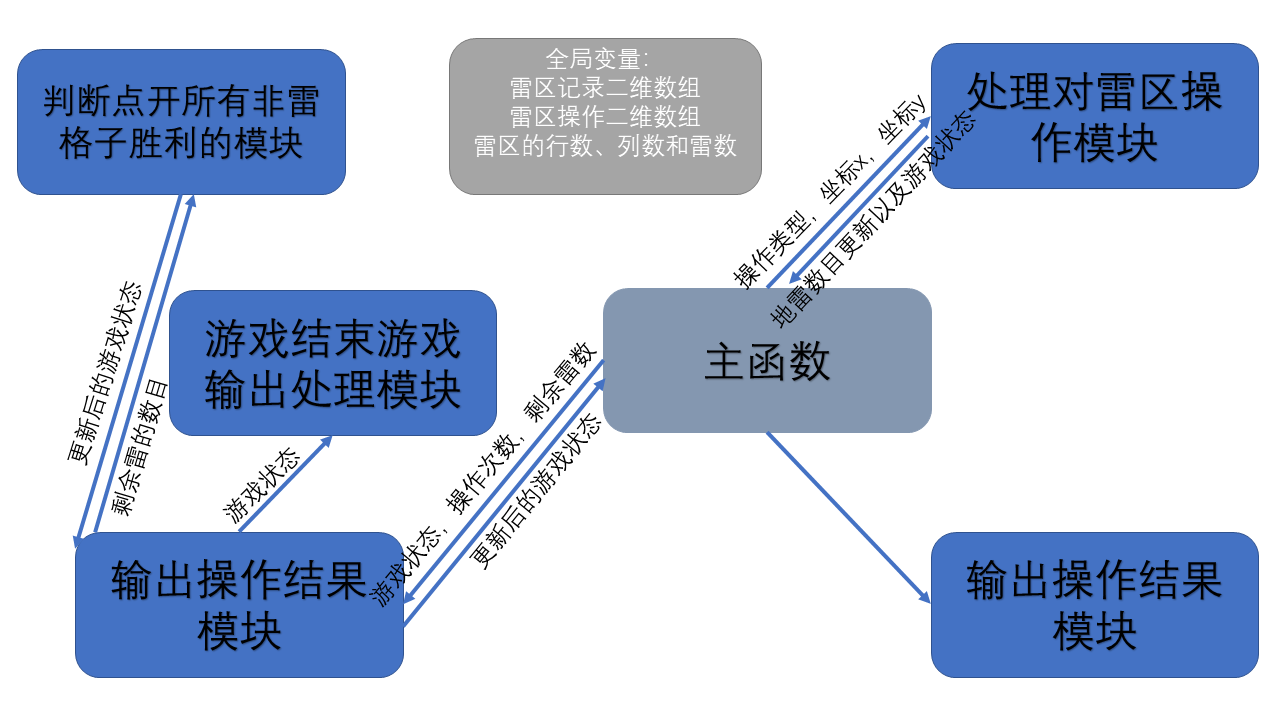 判断点开所有非雷
格子胜利的模块
全局变量：
雷区记录二维数组
雷区操作二维数组
雷区的行数、列数和雷数
处理对雷区操
作模块
操作类型，坐标x，坐标y
地雷数目更新以及游戏状态
更新后的游戏状态
剩余雷的数目
游戏结束游戏
输出处理模块
主函数
游戏状态
游戏状态，操作次数，剩余雷数
更新后的游戏状态
输出操作结果
模块
输出操作结果
模块